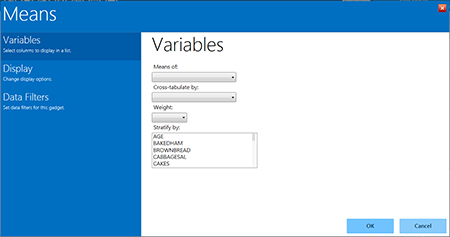 Means
Variables
Select columns to display in a list.
Display
Change display options.
Data Filters
Set data filters for this gadget.
Variables
Means of:
Cross-tabulate by:
Weight:
Stratify by:
AGE
BAKEDHAM
BROWNBREAD
CABBAGESAL
CAKES
OK
Cancel